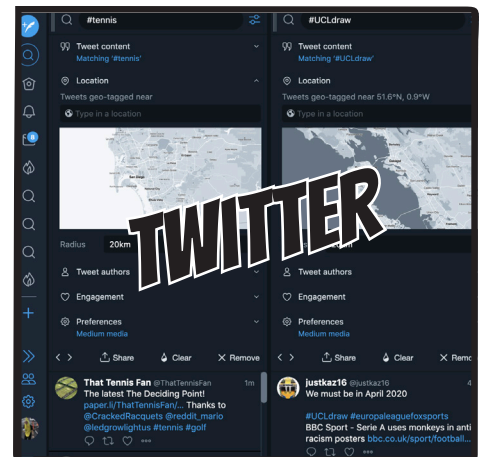 #tennis
Tweet content
Matching '#tennis'
Location
Tweets geo-tagged near
Type in a location
San Diego
Radius 20km
Tweet authors
Engagement
Preferences
Medium media
Share Clear Remove
That Tennis Fan @ThatTennisFan 1m
The latest The Deciding Point!
paper.li/ThatTennisFan/... Thanks to
@CrackedRacquets @reddit_mario
@ledgrowlightus #tennis #golf
#UCLdraw
Tweet content
Matching '#UCLdraw'
Location
Tweets geo-tagged near 51.6°N, 0.9°W
Type in a location
Tweet authors
Engagement
Preferences
Medium media
Share Clear
justkaz16 @justkaz16
We must be in April 2020
#UCLdraw #europaleaguefoxsports
BBC Sport - Serie A uses monkeys in anti
racism posters bbc.co.uk/sport/football...
TWITTER
8